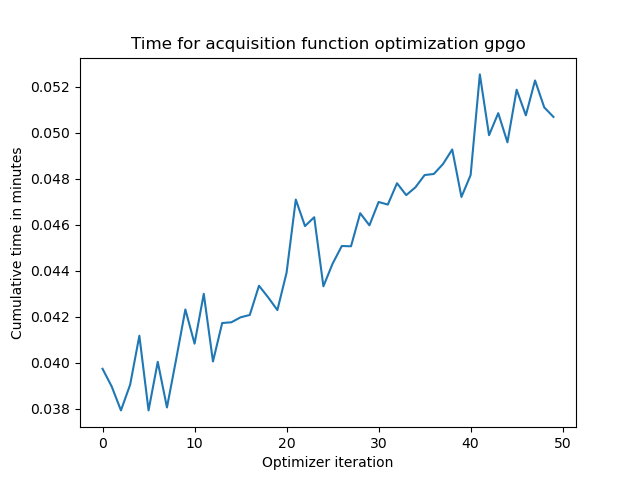 Time for acquisition function optimization gpgo
0.052
0.050
0.048
0.046
0.044
0.042
0.040
0.038
Cumulative time in minutes
0 10 20 30 40 50
Optimizer iteration